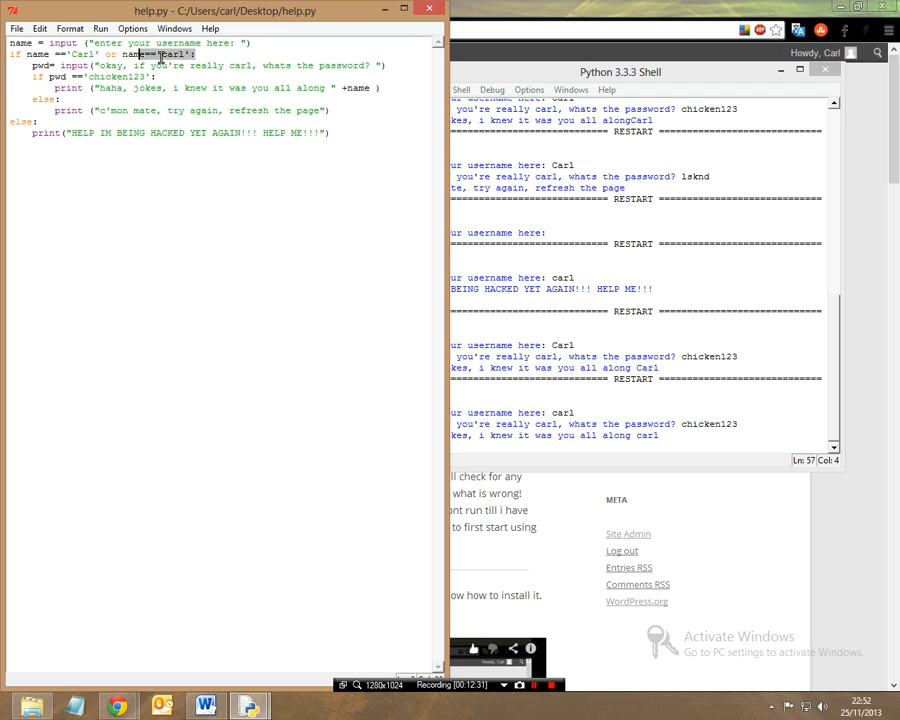 help.py - C:/Users/carl/Desktop/help.py
File Edit Format Run Options Windows Help
name = input ("enter your username here: ")
if name =='Carl' or name=='carl':
pwd= input("okay, if you're really carl, whats the password? ")
if pwd =='chicken123':
print ("haha, jokes, i knew it was you all along " +name )
else:
print ("c'mon mate, try again, refresh the page")
else:
print("HELP IM BEING HACKED YET AGAIN!!! HELP ME!!!")
Howdy, Carl
Python 3.3.3 Shell
Shell Debug Options Windows Help
you're really carl, whats the password? chicken123
kes, i knew it was you all alongCarl
================================ RESTART ================================
ur username here: Carl
you're really carl, whats the password? lsknd
te, try again, refresh the page
================================ RESTART ================================
ur username here:
================================ RESTART ================================
ur username here: carl
BEING HACKED YET AGAIN!!! HELP ME!!!
================================ RESTART ================================
ur username here: Carl
you're really carl, whats the password? chicken123
kes, i knew it was you all along Carl
================================ RESTART ================================
ur username here: carl
you're really carl, whats the password? chicken123
kes, i knew it was you all along carl
Ln: 57 Col: 4
ll check for any
what is wrong!
ont run till i have
to first start using
ow how to install it.
META
Site Admin
Log out
Entries RSS
Comments RSS
WordPress.org
Howdy, Carl
Activate Windows
Go to PC settings to activate Windows.
1280x1024 Recording [00:12:31]
22:52
25/11/2013